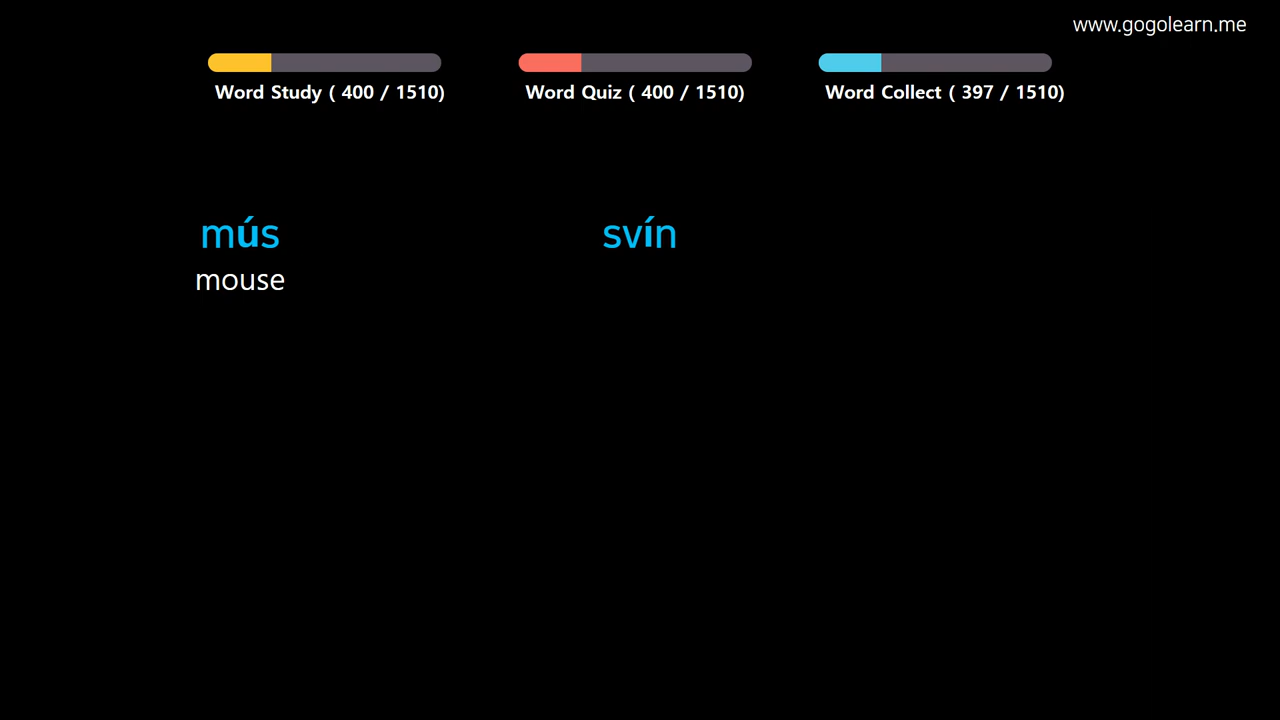 www.gogolearn.me
Word Study ( 400 / 1510)
Word Quiz ( 400 / 1510)
Word Collect ( 397 / 1510)
mús
svín
mouse